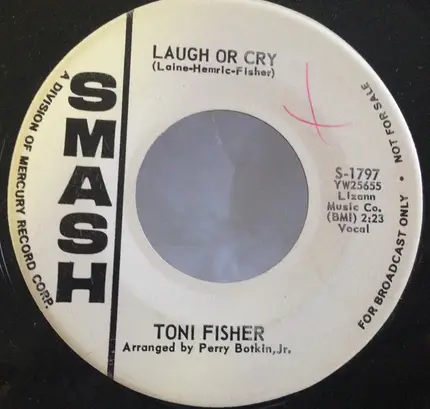 LAUGH OR CRY
(Laine-Hemric-Fisher)
SMASH
A DIVISION OF MERCURY RECORD CORP.
S-1797
YW25655
Lizann
Music Co.
(BMI) 2:23
Vocal
FOR BROADCAST ONLY • NOT FOR SALE
TONI FISHER
Arranged by Perry Botkin,Jr.